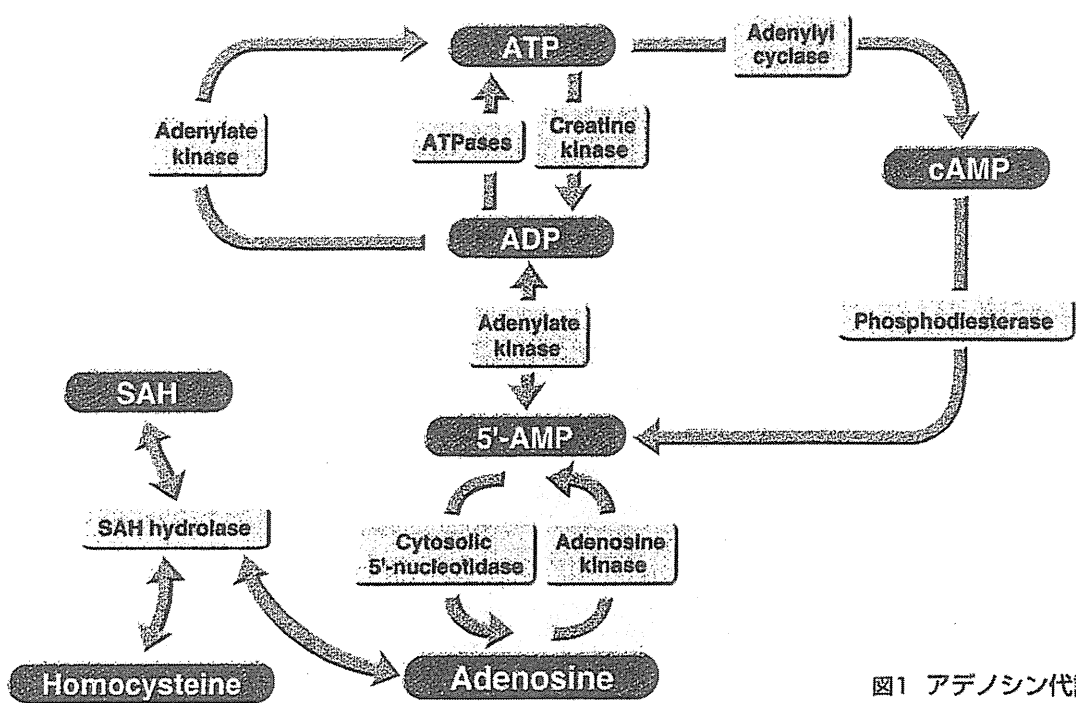 ATP
Adenylyl
cyclase
Adenylate
kinase
ATPases
Creatine
kinase
cAMP
ADP
Adenylate
kinase
Phosphodiesterase
SAH
5'-AMP
SAH hydrolase
Cytosolic
5'-nucleotidase
Adenosine
kinase
Homocysteine
Adenosine
図1 アデノシン代